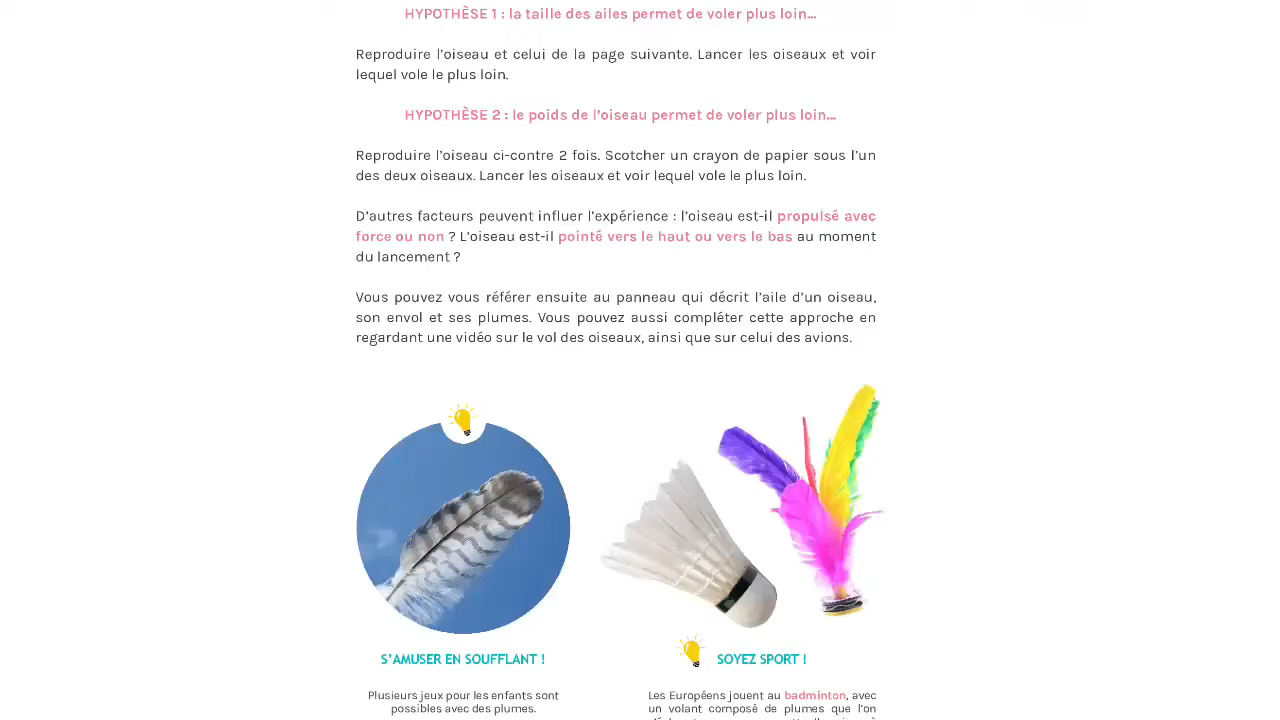 HYPOTHÈSE 1 : la taille des ailes permet de voler plus loin...
Reproduire l'oiseau et celui de la page suivante. Lancer les oiseaux et voir
lequel vole le plus loin.
HYPOTHÈSE 2 : le poids de l'oiseau permet de voler plus loin...
Reproduire l'oiseau ci-contre 2 fois. Scotcher un crayon de papier sous l'un
des deux oiseaux. Lancer les oiseaux et voir lequel vole le plus loin.
D'autres facteurs peuvent influer l'expérience : l'oiseau est-il propulsé avec
force ou non ? L'oiseau est-il pointé vers le haut ou vers le bas au moment
du lancement ?
Vous pouvez vous référer ensuite au panneau qui décrit l'aile d'un oiseau,
son envol et ses plumes. Vous pouvez aussi compléter cette approche en
regardant une vidéo sur le vol des oiseaux, ainsi que sur celui des avions.
S'AMUSER EN SOUFFLANT !
Plusieurs jeux pour les enfants sont
possibles avec des plumes.
SOYEZ SPORT !
Les Européens jouent au badminton, avec
un volant composé de plumes que l'on